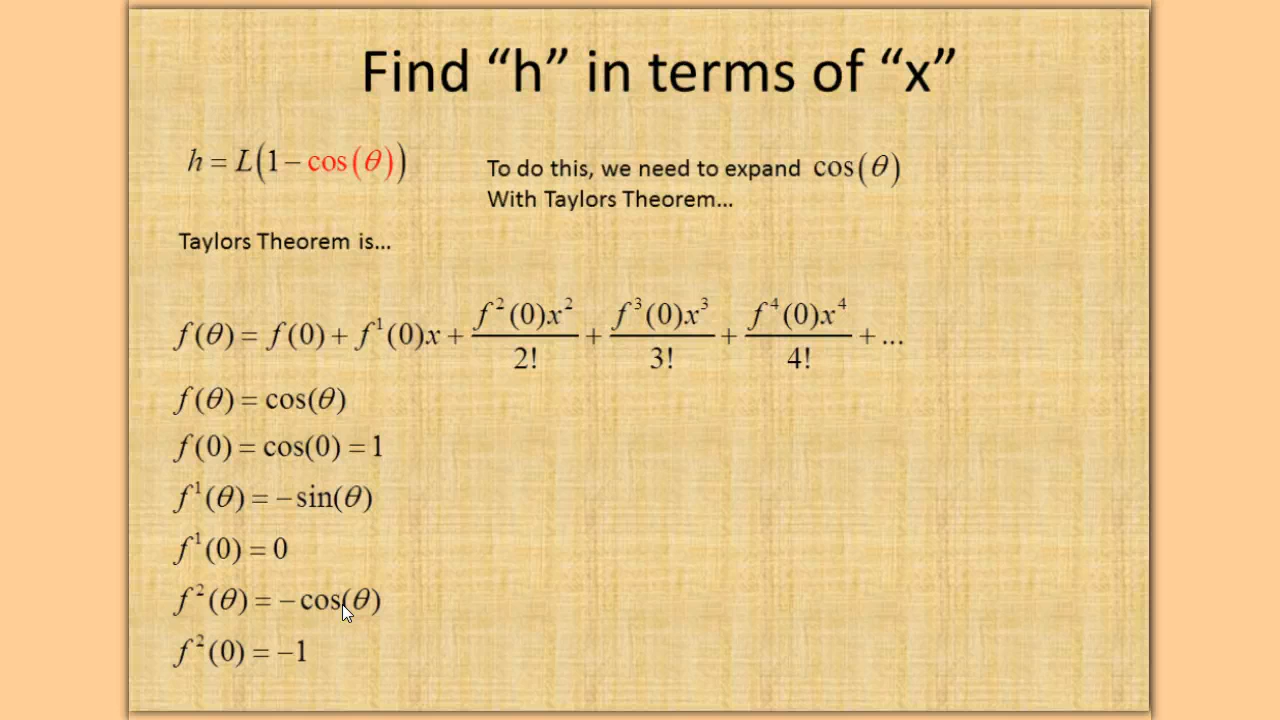 Find “h” in terms of “x”
h = L(1 − cos(θ))
To do this, we need to expand cos(θ)
With Taylors Theorem...
Taylors Theorem is...
f(θ) = f(0) + f¹(0)x + f²(0)x²/2! + f³(0)x³/3! + f⁴(0)x⁴/4! + ...
f(θ) = cos(θ)
f(0) = cos(0) = 1
f¹(θ) = −sin(θ)
f¹(0) = 0
f²(θ) = −cos(θ)
f²(0) = −1